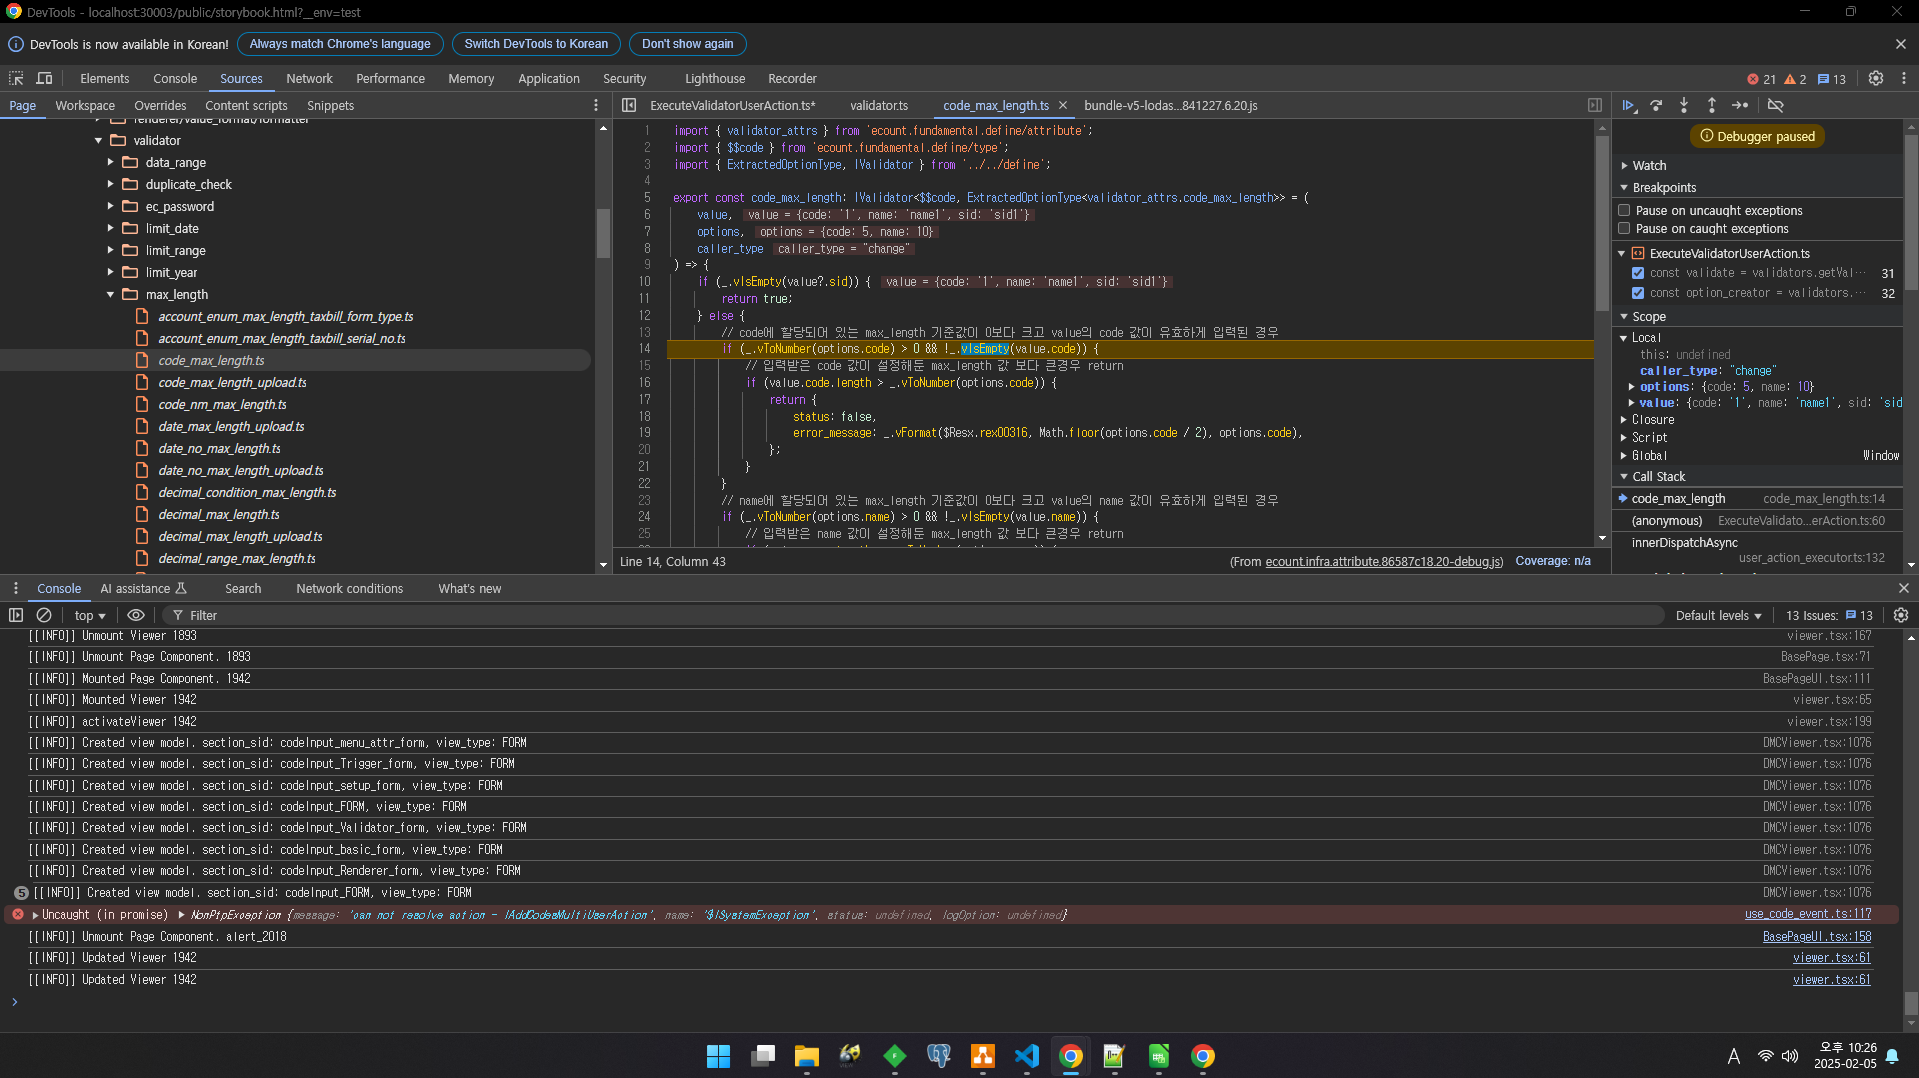 DevTools - localhost:30003/public/storybook.html?__env=test
DevTools is now available in Korean!
Always match Chrome's language
Switch DevTools to Korean
Don't show again
Elements
Console
Sources
Network
Performance
Memory
Application
Security
Lighthouse
Recorder
21
2
13
Page
Workspace
Overrides
Content scripts
Snippets
ExecuteValidatorUserAction.ts*
validator.ts
code_max_length.ts
bundle-v5-lodas...841227.6.20.js
renderer/value_format/formatter
validator
data_range
duplicate_check
ec_password
limit_date
limit_range
limit_year
max_length
account_enum_max_length_taxbill_form_type.ts
account_enum_max_length_taxbill_serial_no.ts
code_max_length.ts
code_max_length_upload.ts
code_nm_max_length.ts
date_max_length_upload.ts
date_no_max_length.ts
date_no_max_length_upload.ts
decimal_condition_max_length.ts
decimal_max_length.ts
decimal_max_length_upload.ts
decimal_range_max_length.ts
1 import { validator_attrs } from 'ecount.fundamental.define/attribute';
2 import { $$code } from 'ecount.fundamental.define/type';
3 import { ExtractedOptionType, IValidator } from '../../define';
4
5 export const code_max_length: IValidator<$$code, ExtractedOptionType<validator_attrs.code_max_length>> = (
6 value, value = {code: '1', name: 'name1', sid: 'sid1'}
7 options, options = {code: 5, name: 10}
8 caller_type caller_type = "change"
9 ) => {
10 if (_.vIsEmpty(value?.sid)) { value = {code: '1', name: 'name1', sid: 'sid1'}
11 return true;
12 } else {
13 // code에 할당되어 있는 max_length 기준값이 0보다 크고 value의 code 값이 유효하게 입력된 경우
14 if (_.vToNumber(options.code) > 0 && !_.vIsEmpty(value.code)) {
15 // 입력받은 code 값이 설정해둔 max_length 값 보다 큰경우 return
16 if (value.code.length > _.vToNumber(options.code)) {
17 return {
18 status: false,
19 error_message: _.vFormat($Resx.rex00316, Math.floor(options.code / 2), options.code),
20 };
21 }
22 }
23 // name에 할당되어 있는 max_length 기준값이 0보다 크고 value의 name 값이 유효하게 입력된 경우
24 if (_.vToNumber(options.name) > 0 && !_.vIsEmpty(value.name)) {
25 // 입력받은 name 값이 설정해둔 max_length 값 보다 큰경우 return
Line 14, Column 43
(From ecount.infra.attribute.86587c18.20-debug.js)
Coverage: n/a
Debugger paused
Watch
Breakpoints
Pause on uncaught exceptions
Pause on caught exceptions
ExecuteValidatorUserAction.ts
const validate = validators.getVal··· 31
const option_creator = validators.··· 32
Scope
Local
this: undefined
caller_type: "change"
options: {code: 5, name: 10}
value: {code: '1', name: 'name1', sid: 'sid
Closure
Script
Global Window
Call Stack
code_max_length code_max_length.ts:14
(anonymous) ExecuteValidato...erAction.ts:60
innerDispatchAsync
user_action_executor.ts:132
Console
AI assistance
Search
Network conditions
What's new
top
Filter
Default levels
13 Issues:
13
[[INFO]] Unmount Viewer 1893 viewer.tsx:167
[[INFO]] Unmount Page Component. 1893 BasePage.tsx:71
[[INFO]] Mounted Page Component. 1942 BasePageUI.tsx:111
[[INFO]] Mounted Viewer 1942 viewer.tsx:65
[[INFO]] activateViewer 1942 viewer.tsx:199
[[INFO]] Created view model. section_sid: codeInput_menu_attr_form, view_type: FORM DMCViewer.tsx:1076
[[INFO]] Created view model. section_sid: codeInput_Trigger_form, view_type: FORM DMCViewer.tsx:1076
[[INFO]] Created view model. section_sid: codeInput_setup_form, view_type: FORM DMCViewer.tsx:1076
[[INFO]] Created view model. section_sid: codeInput_FORM, view_type: FORM DMCViewer.tsx:1076
[[INFO]] Created view model. section_sid: codeInput_Validator_form, view_type: FORM DMCViewer.tsx:1076
[[INFO]] Created view model. section_sid: codeInput_basic_form, view_type: FORM DMCViewer.tsx:1076
[[INFO]] Created view model. section_sid: codeInput_Renderer_form, view_type: FORM DMCViewer.tsx:1076
5 [[INFO]] Created view model. section_sid: codeInput_FORM, view_type: FORM DMCViewer.tsx:1076
Uncaught (in promise) NonPtpException {message: 'can not resolve action - IAddCodesMultiUserAction', name: '$ISystemException', status: undefined, logOption: undefined} use_code_event.ts:117
[[INFO]] Unmount Page Component. alert_2018 BasePageUI.tsx:158
[[INFO]] Updated Viewer 1942 viewer.tsx:61
[[INFO]] Updated Viewer 1942 viewer.tsx:61
A
오후 10:26
2025-02-05